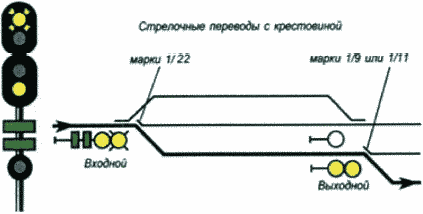 Стрелочные переводы с крестовиной
марки 1/22
марки 1/9 или 1/11
Входной
Выходной